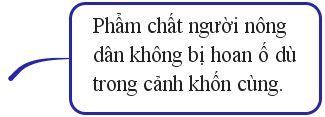 Phẩm chất người nông
dân không bị hoan ố dù
trong cảnh khốn cùng.